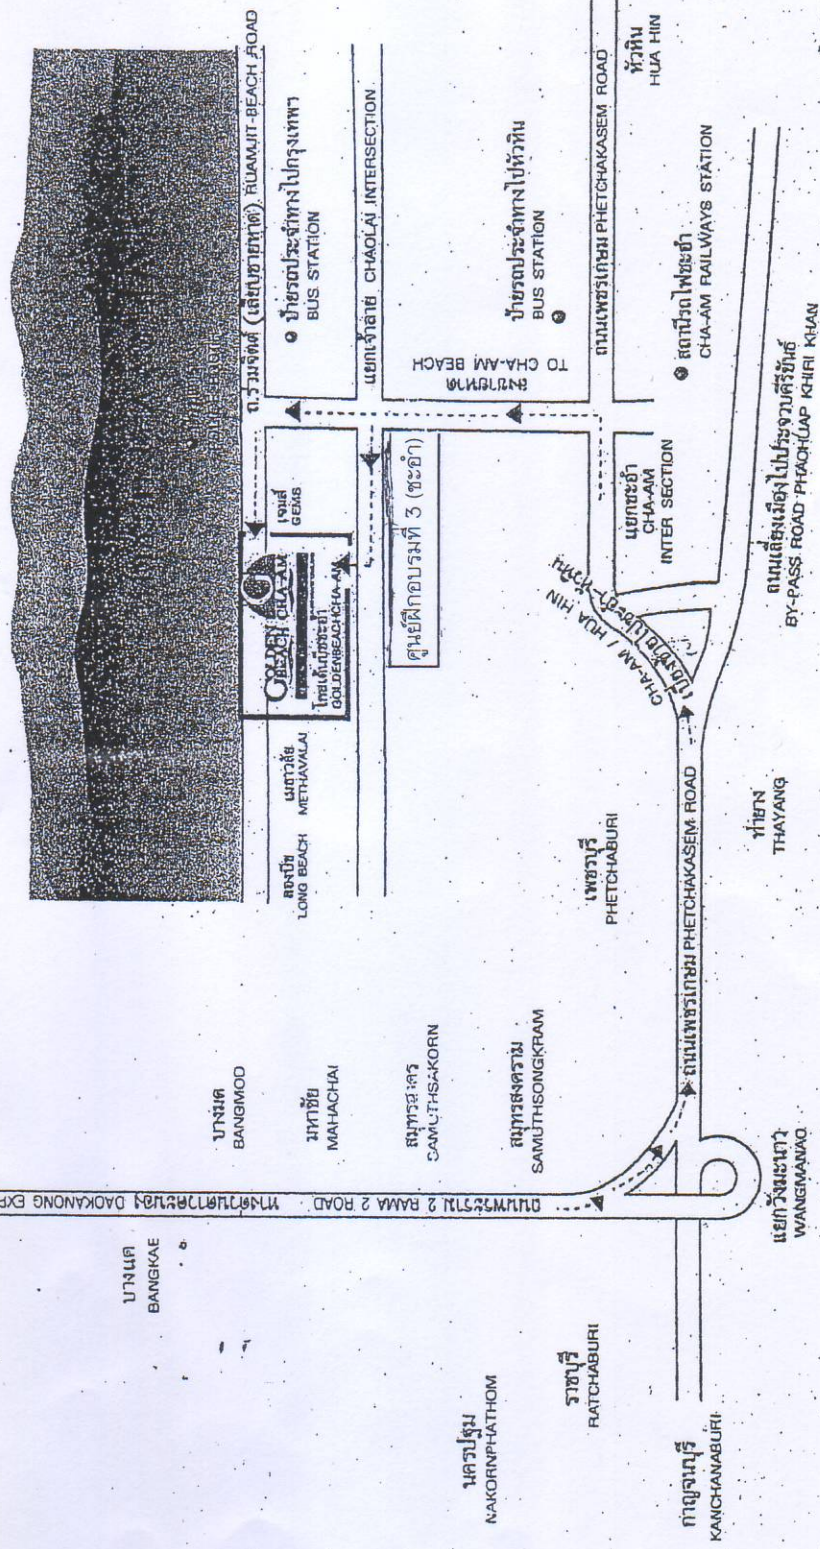 ถ.ร่วมจิตต์ (เลียบชายหาด) RUAMJIT-BEACH ROAD
ป้ายรถประจำทางไปกรุงเทพฯ
BUS STATION
แยกเจ้าลาย CHAOLAI INTERSECTION
ป้ายรถประจำทางไปหัวหิน
BUS STATION
ลงชายหาด
TO CHA-AM BEACH
ถนนเพชรเกษม PHETCHAKASEM ROAD
หัวหิน
HUA HIN
สถานีรถไฟชะอำ
CHA-AM RAILWAYS STATION
แยกชะอำ
CHA-AM
INTER SECTION
ถนนเลี่ยงเมืองไปประจวบคีรีขันธ์
BY-PASS ROAD PHACHUAP KHIRI KHAN
เจมส์
GEMS
GOLDEN
BEACH CHA-AM
โกลเด้นบีชชะอำ
GOLDENBEACHCHA-AM
ศูนย์ฝึกอบรมที่ 3 (ชะอำ)
เมธาวลัย
METHAVALAI
ลองบีช
LONG BEACH
CHA-AM / HUA HIN
เพชรบุรี
PHETCHABURI
ถนนเพชรเกษม PHETCHAKASEM ROAD
ท่ายาง
THAYANG
บางมด
BANGMOD
มหาชัย
MAHACHAI
สมุทรสาคร
SAMUTHSAKORN
สมุทรสงคราม
SAMUTHSONGKRAM
ทางด่วนดาวคะนอง DAOKANONG EXP
ถนนพระราม 2 RAMA 2 ROAD
แยกวังมะนาว
WANGMANAO
บางแค
BANGKAE
นครปฐม
NAKORNPHATHOM
ราชบุรี
RATCHABURI
กาญจนบุรี
KANCHANABURI